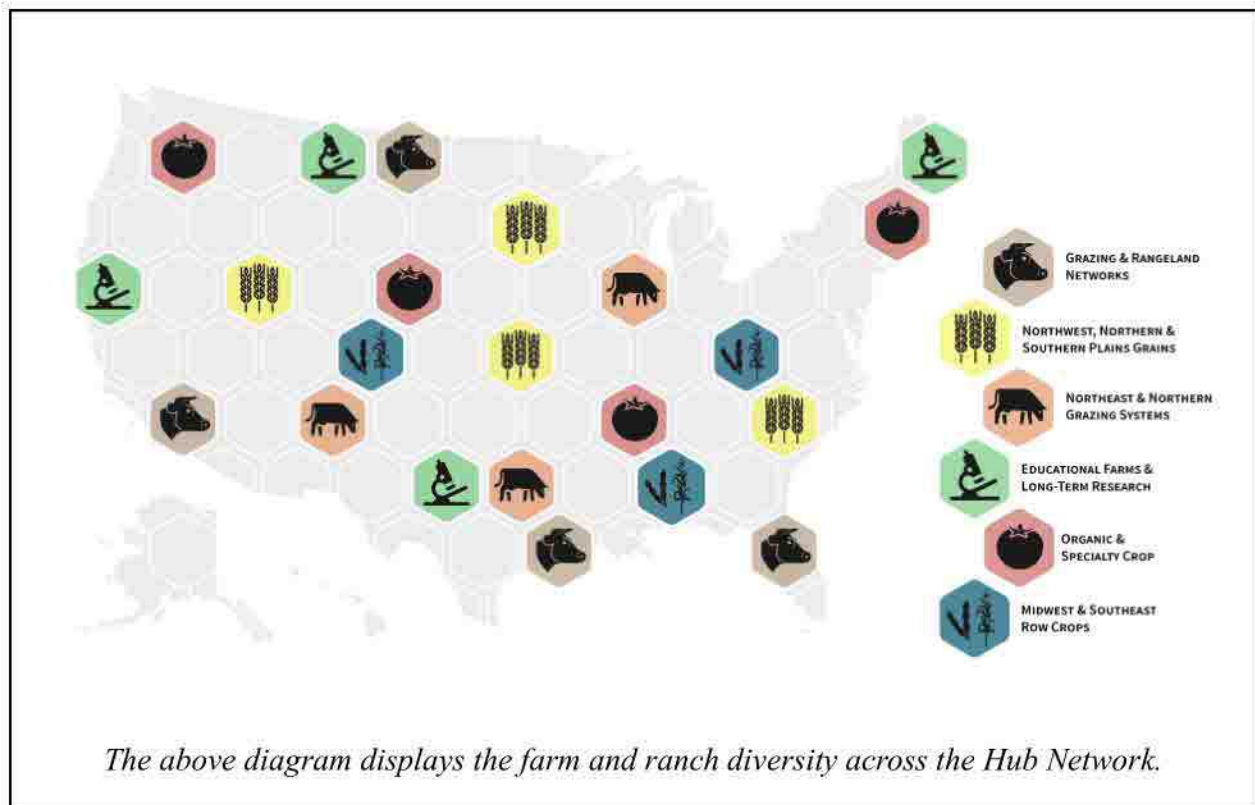 GRAZING & RANGELAND
NETWORKS
NORTHWEST, NORTHERN &
SOUTHERN PLAINS GRAINS
NORTHEAST & NORTHERN
GRAZING SYSTEMS
EDUCATIONAL FARMS &
LONG-TERM RESEARCH
ORGANIC &
SPECIALTY CROP
MIDWEST & SOUTHEAST
ROW CROPS
The above diagram displays the farm and ranch diversity across the Hub Network.